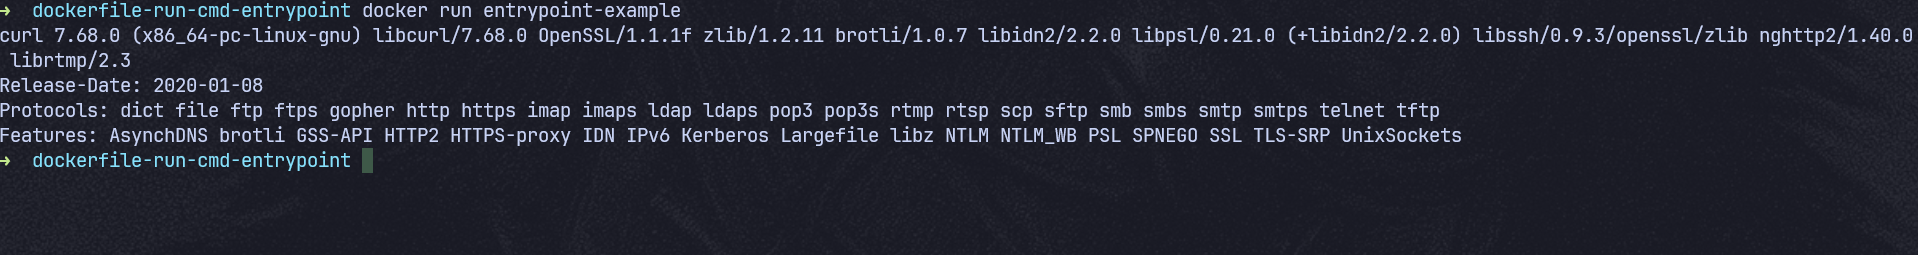 → dockerfile-run-cmd-entrypoint docker run entrypoint-example
curl 7.68.0 (x86_64-pc-linux-gnu) libcurl/7.68.0 OpenSSL/1.1.1f zlib/1.2.11 brotli/1.0.7 libidn2/2.2.0 libpsl/0.21.0 (+libidn2/2.2.0) libssh/0.9.3/openssl/zlib nghttp2/1.40.0
librtmp/2.3
Release-Date: 2020-01-08
Protocols: dict file ftp ftps gopher http https imap imaps ldap ldaps pop3 pop3s rtmp rtsp scp sftp smb smbs smtp smtps telnet tftp
Features: AsynchDNS brotli GSS-API HTTP2 HTTPS-proxy IDN IPv6 Kerberos Largefile libz NTLM NTLM_WB PSL SPNEGO SSL TLS-SRP UnixSockets
→ dockerfile-run-cmd-entrypoint